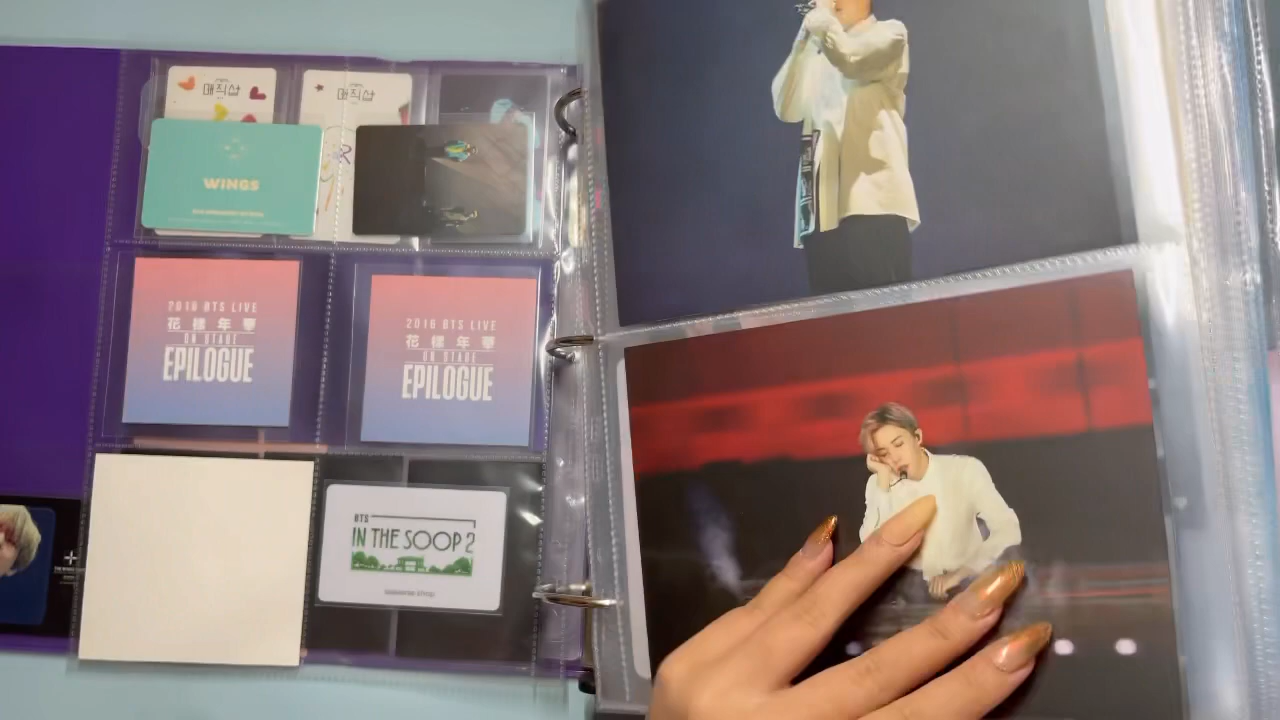 매직샵
매직샵
WINGS
2016 BTS LIVE
花樣年華
ON STAGE
EPILOGUE
2016 BTS LIVE
花樣年華
ON STAGE
EPILOGUE
BTS
IN THE SOOP 2